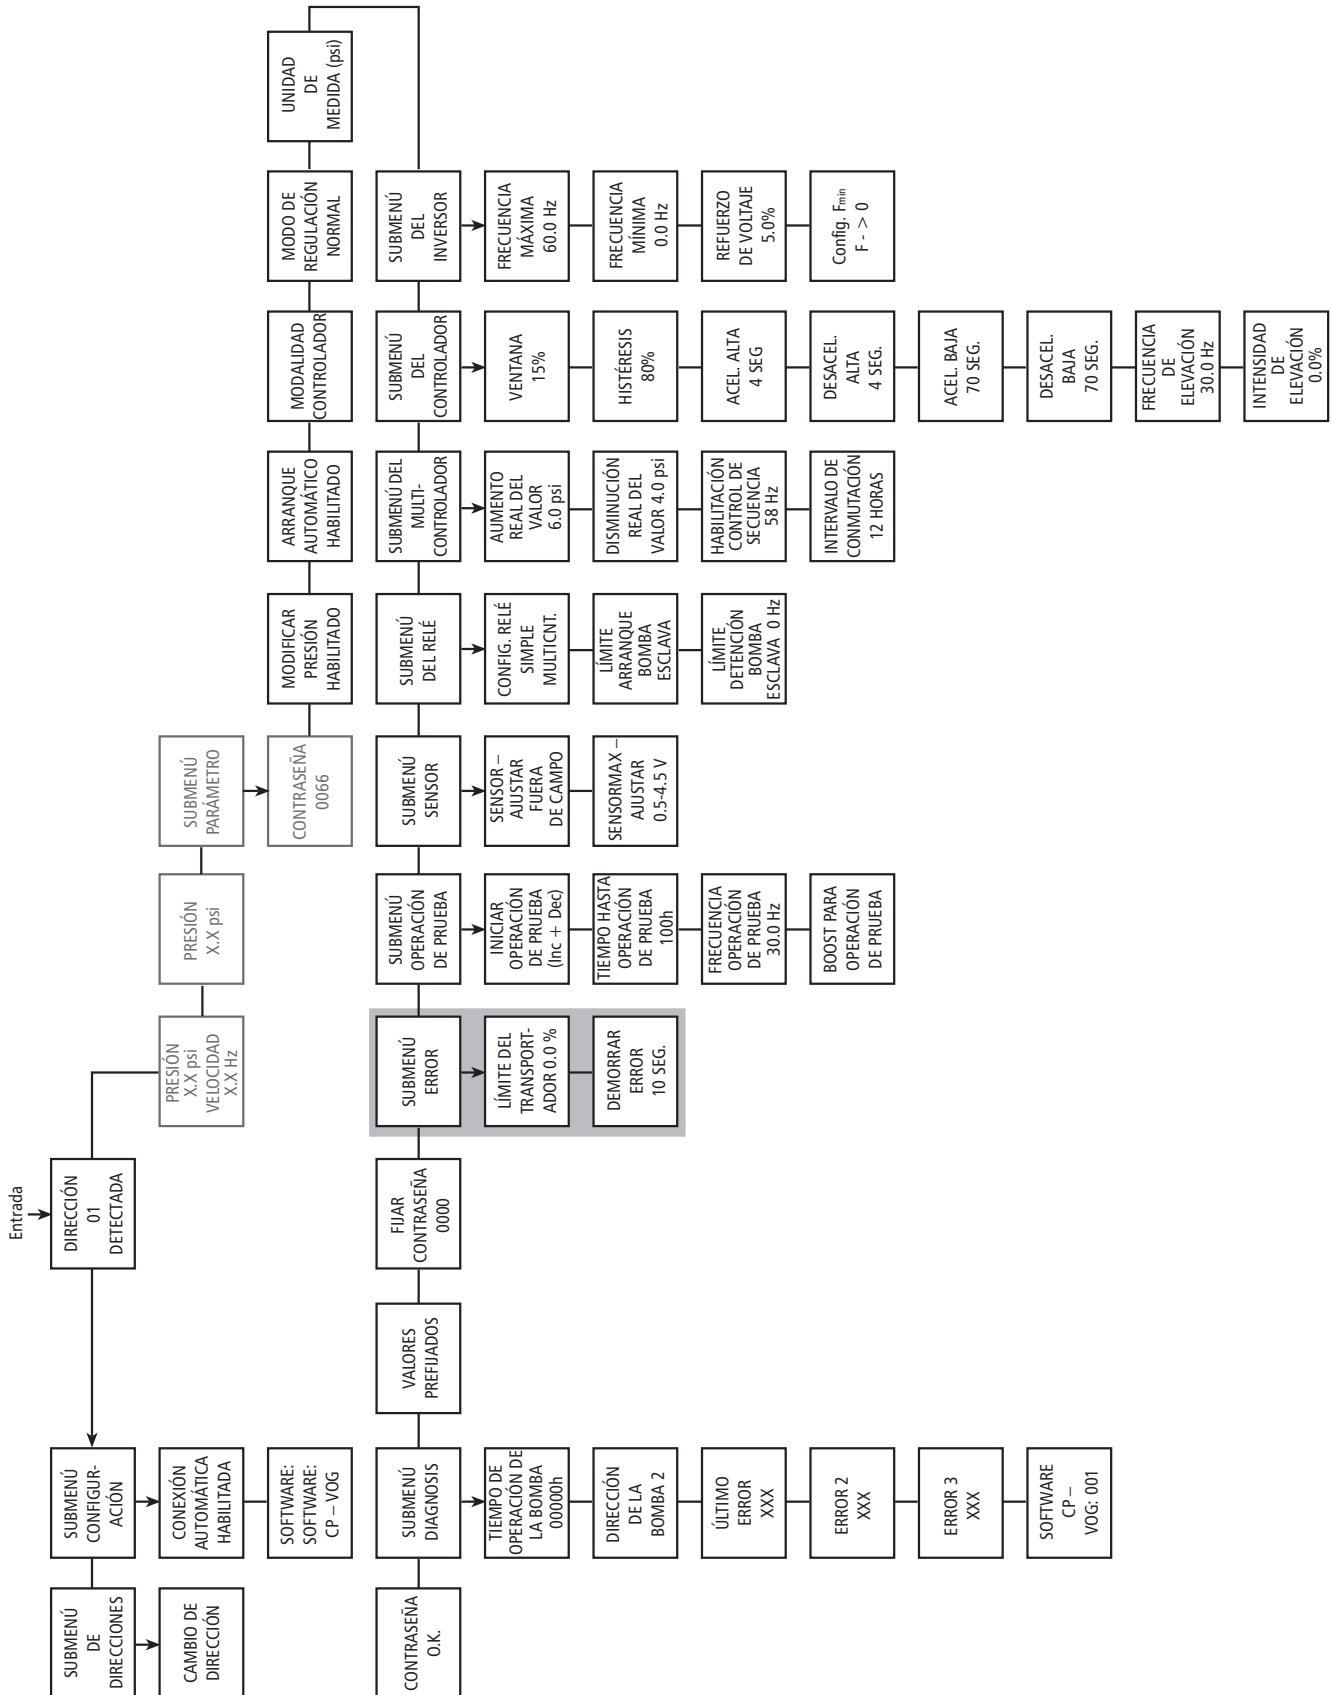 Entrada
SUBMENÚ
DE
DIRECCIONES
SUBMENÚ
CONFIGUR-
ACIÓN
DIRECCIÓN
01
DETECTADA
CAMBIO DE
DIRECCIÓN
CONEXIÓN
AUTOMÁTICA
HABILITADA
PRESIÓN
X.X psi
VELOCIDAD
X.X Hz
PRESIÓN
X.X psi
SUBMENÚ
PARÁMETRO
SOFTWARE:
SOFTWARE:
CP – VOG
CONTRASEÑA
0066
MODIFICAR
PRESIÓN
HABILITADO
ARRANQUE
AUTOMÁTICO
HABILITADO
MODALIDAD
CONTROLADOR
MODO DE
REGULACIÓN
NORMAL
UNIDAD
DE
MEDIDA (psi)
CONTRASEÑA
O.K.
SUBMENÚ
DIAGNOSIS
VALORES
PREFIJADOS
FIJAR
CONTRASEÑA
0000
SUBMENÚ
ERROR
SUBMENÚ
OPERACIÓN
DE PRUEBA
SUBMENÚ
SENSOR
SUBMENÚ
DEL RELÉ
SUBMENÚ DEL
MULTI-
CONTROLADOR
SUBMENÚ
DEL
CONTROLADOR
SUBMENÚ
DEL
INVERSOR
TIEMPO DE
OPERACIÓN DE
LA BOMBA
00000h
LÍMITE DEL
TRANSPORT-
ADOR 0.0 %
INICIAR
OPERACIÓN
DE PRUEBA
(Inc + Dec)
SENSOR –
AJUSTAR
FUERA
DE CAMPO
CONFIG. RELÉ
SIMPLE
MULTICNT.
AUMENTO
REAL DEL
VALOR
6.0 psi
VENTANA
15%
FRECUENCIA
MÁXIMA
60.0 Hz
DIRECCIÓN
DE LA
BOMBA 2
DEMORRAR
ERROR
10 SEG.
TIEMPO HASTA
OPERACIÓN
DE PRUEBA
100h
SENSORMAX –
AJUSTAR
0.5-4.5 V
LÍMITE
ARRANQUE
BOMBA
ESCLAVA
DISMINUCIÓN
REAL DEL
VALOR 4.0 psi
HISTÉRESIS
80%
FRECUENCIA
MÍNIMA
0.0 Hz
ÚLTIMO
ERROR
XXX
FRECUENCIA
OPERACIÓN
DE PRUEBA
30.0 Hz
LÍMITE
DETENCIÓN
BOMBA
ESCLAVA 0 Hz
HABILITACIÓN
CONTROL DE
SECUENCIA
58 Hz
ACEL. ALTA
4 SEG
REFUERZO
DE VOLTAJE
5.0%
ERROR 2
XXX
BOOST PARA
OPERACIÓN
DE PRUEBA
INTERVALO DE
CONMUTACIÓN
12 HORAS
DESACEL.
ALTA
4 SEG.
Config. Fmin
F - > 0
ERROR 3
XXX
ACEL. BAJA
70 SEG.
SOFTWARE
CP –
VOG: 001
DESACEL.
BAJA
70 SEG.
FRECUENCIA
DE
ELEVACIÓN
30.0 Hz
INTENSIDAD
DE
ELEVACIÓN
0.0%